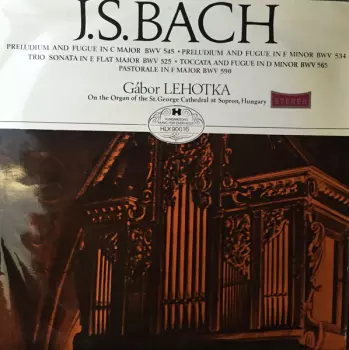 J.S.BACH
PRELUDIUM AND FUGUE IN C MAJOR BWV 545 · PRELUDIUM AND FUGUE IN F MINOR BWV 534
TRIO SONATA IN E FLAT MAJOR BWV 525 · TOCCATA AND FUGUE IN D MINOR BWV 565
PASTORALE IN F MAJOR BWV 590
Gábor LEHOTKA
On the Organ of the St. George Cathedral at Sopron, Hungary
STEREO
H
HLX 90016